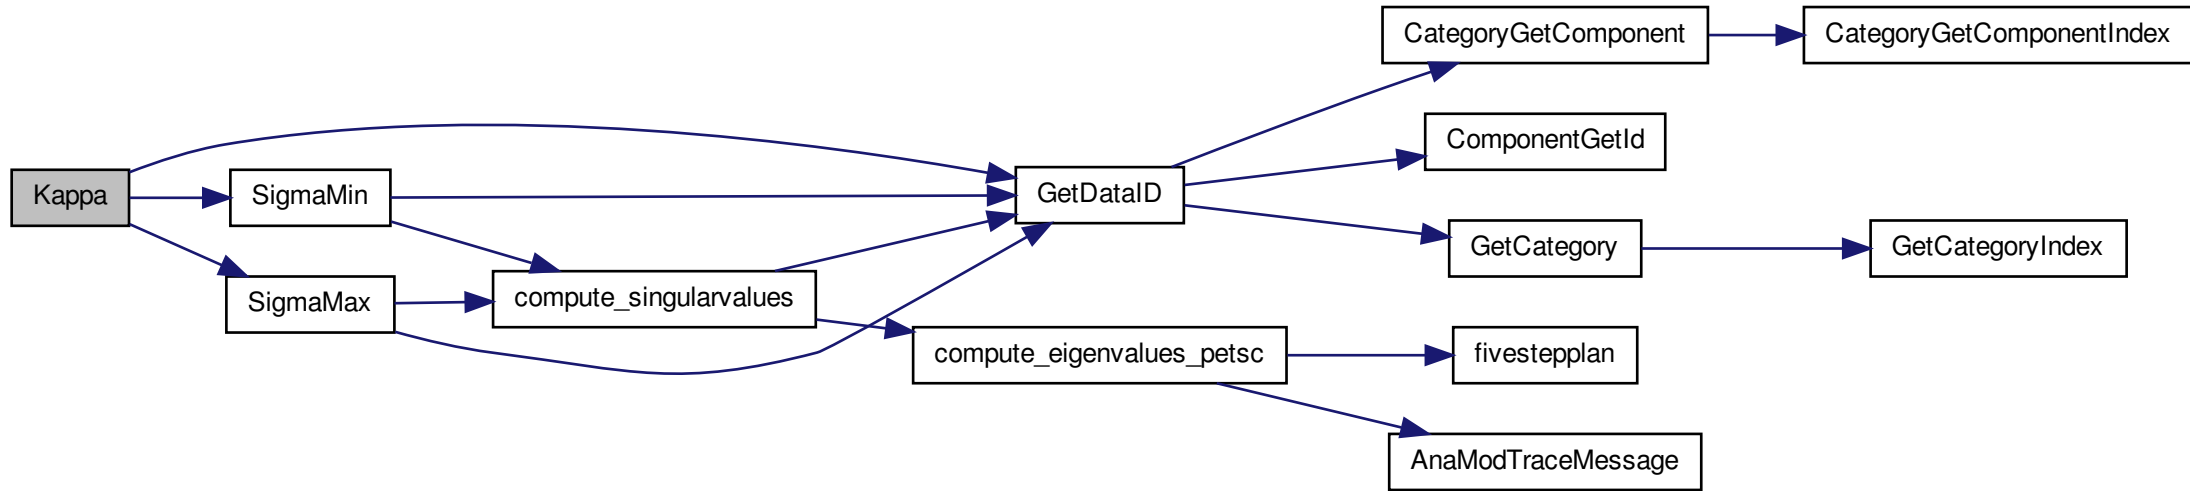 Kappa
SigmaMin
SigmaMax
compute_singularvalues
GetDataID
compute_eigenvalues_petsc
CategoryGetComponent
CategoryGetComponentIndex
ComponentGetId
GetCategory
GetCategoryIndex
fivestepplan
AnaModTraceMessage